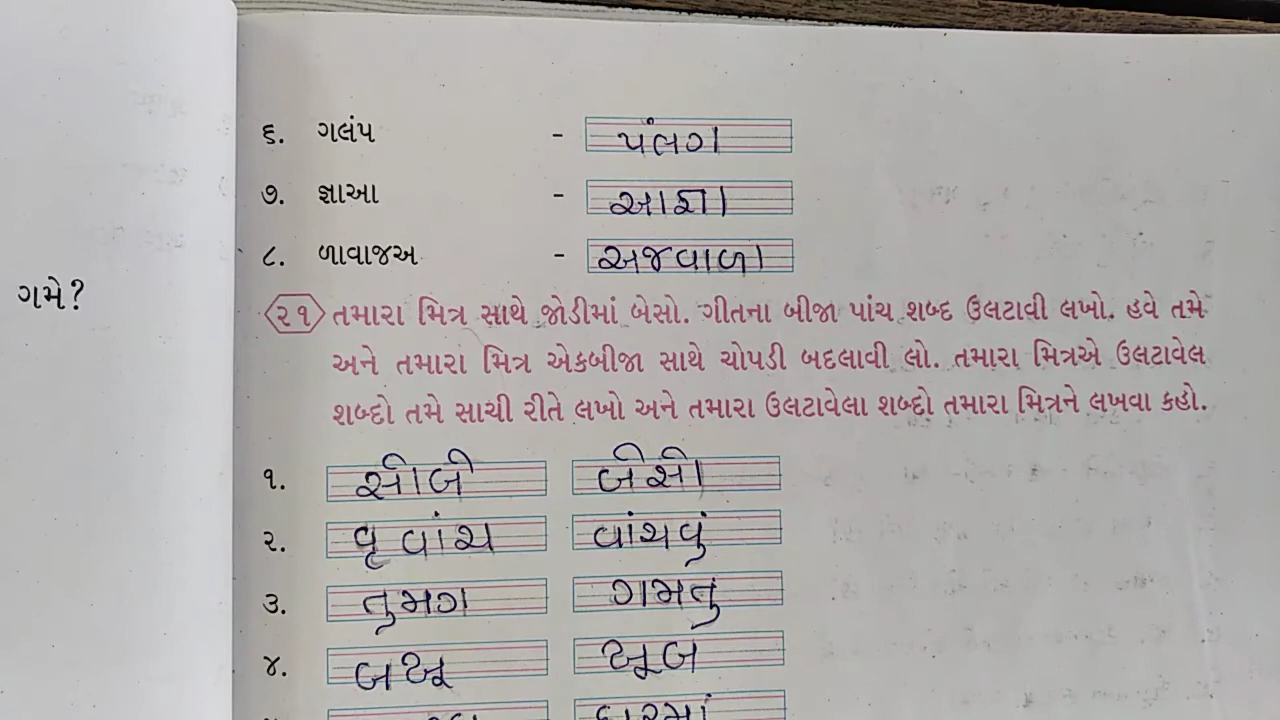 ૬. ગલંપ - પંલગ
૭. જ્ઞાઆ - આજ્ઞા
૮. ળાવાજઅ - અજવાળા
ગમે?
૨૧ તમારા મિત્ર સાથે જોડીમાં બેસો. ગીતના બીજા પાંચ શબ્દ ઉલટાવી લખો. હવે તમે
અને તમારા મિત્ર એકબીજા સાથે ચોપડી બદલાવી લો. તમારા મિત્રએ ઉલટાવેલ
શબ્દો તમે સાચી રીતે લખો અને તમારા ઉલટાવેલા શબ્દો તમારા મિત્રને લખવા કહો.
૧. સીબી બીસી
૨. વૃ વાંચ વાંચવું
૩. તુમગ ગમતુ
૪. બખૂ ખૂબ
ઘરમાં